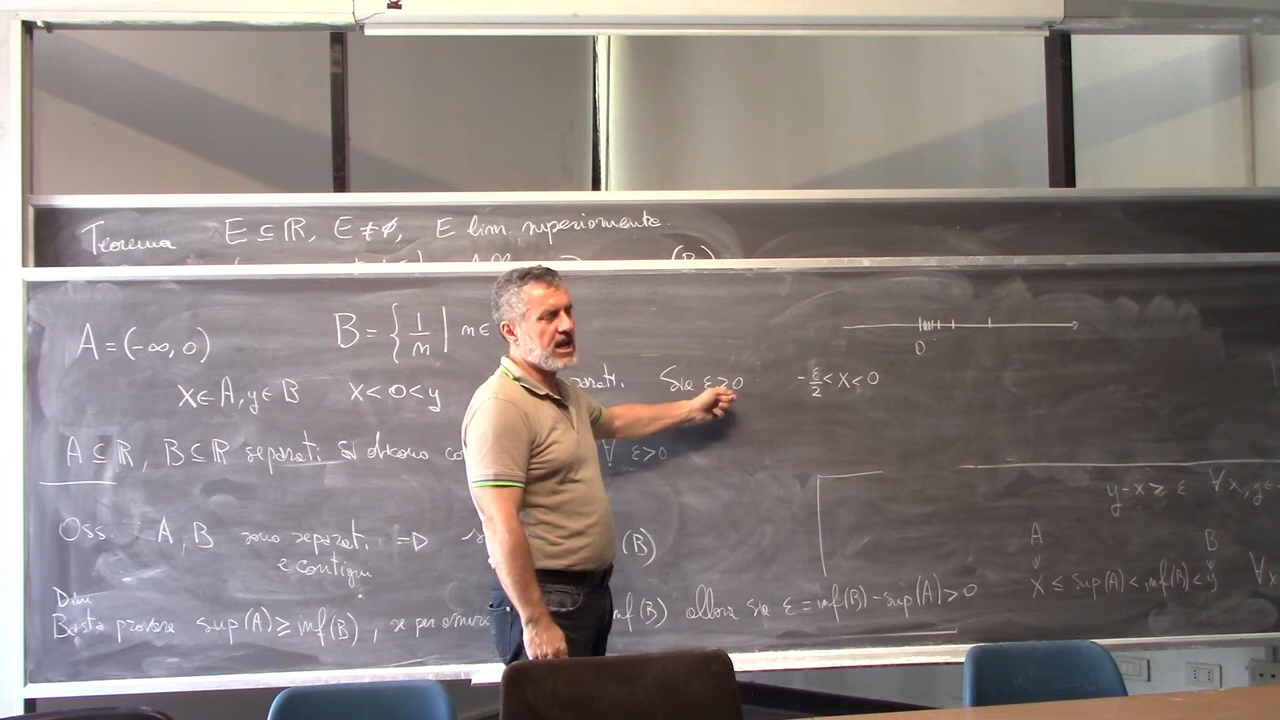 Teorema E ⊆ ℝ, E ≠ ∅, E lim. superiormente.
A = (-∞, 0) B = { 1/n | n ∈
0
x ∈ A, y ∈ B x < 0 < y Sia ε > 0 -ε/2 < x < 0
A ⊆ ℝ, B ⊆ ℝ separati si dicono ∀ ε > 0
y - x ≥ ε ∀ x, y ∈
Oss. A, B sono separati ⇒ (B)
e contigui
A B
x ≤ sup(A) < inf(B) < y ∀ x
Dim
Basta provare sup(A) ≥ inf(B), se per inf(B) allora sia ε = inf(B) - sup(A) > 0